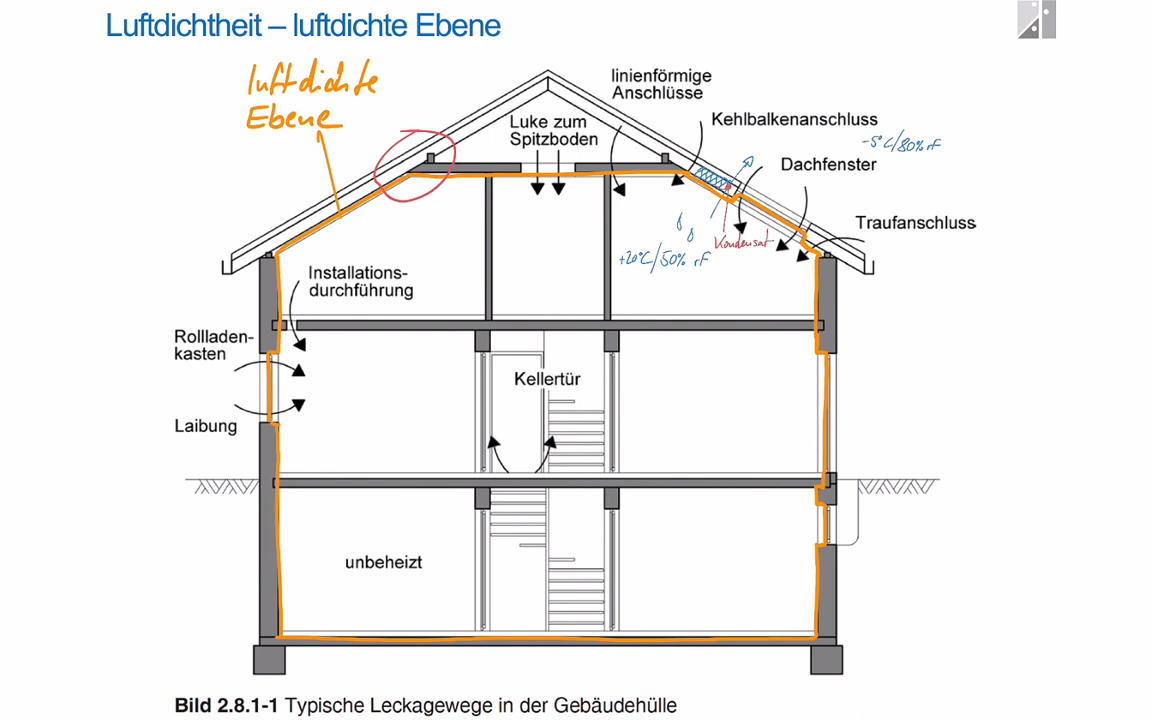 Luftdichtheit – luftdichte Ebene
luftdichte
Ebene
linienförmige
Anschlüsse
Luke zum
Spitzboden
Kehlbalkenanschluss
-5°C/80% rF
Dachfenster
Traufanschluss
Kondensat
+20°C/50% rF
Installations-
durchführung
Rollladen-
kasten
Kellertür
Laibung
unbeheizt
Bild 2.8.1-1 Typische Leckagewege in der Gebäudehülle